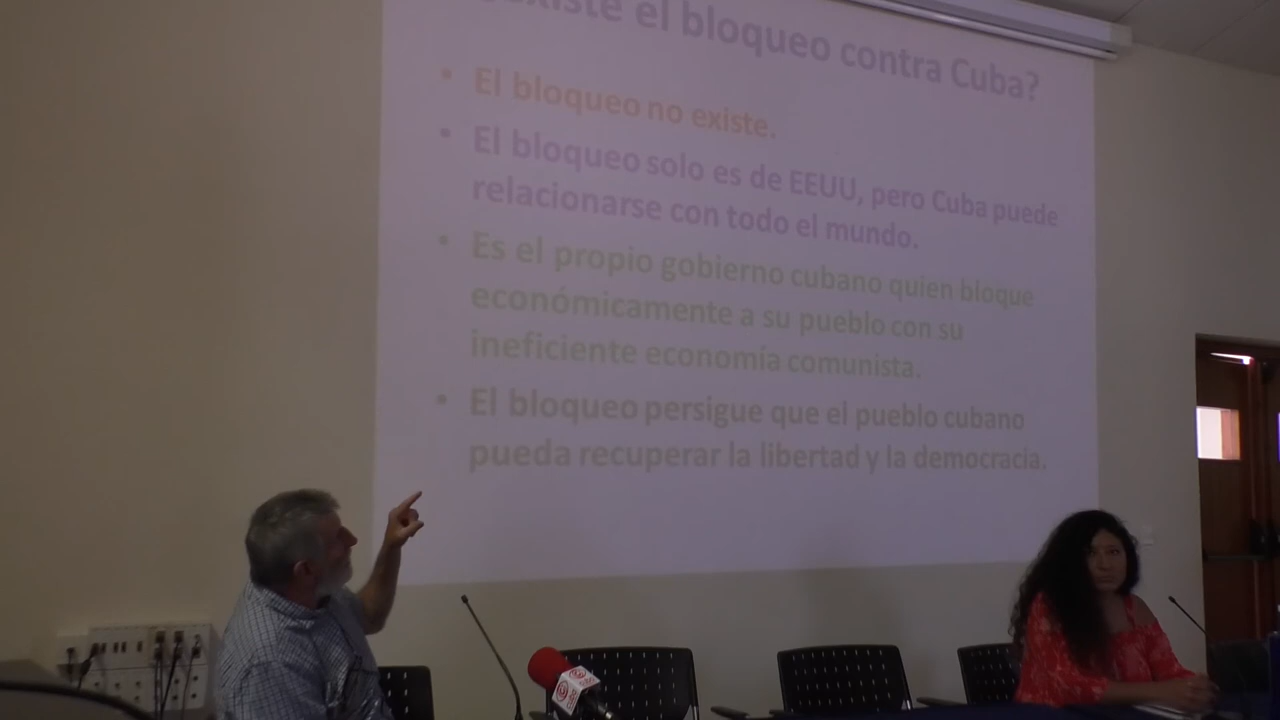 existe el bloqueo contra Cuba?
• El bloqueo no existe.
• El bloqueo solo es de EEUU, pero Cuba puede
relacionarse con todo el mundo.
• Es el propio gobierno cubano quien bloque
económicamente a su pueblo con su
ineficiente economía comunista.
• El bloqueo persigue que el pueblo cubano
pueda recuperar la libertad y la democracia.